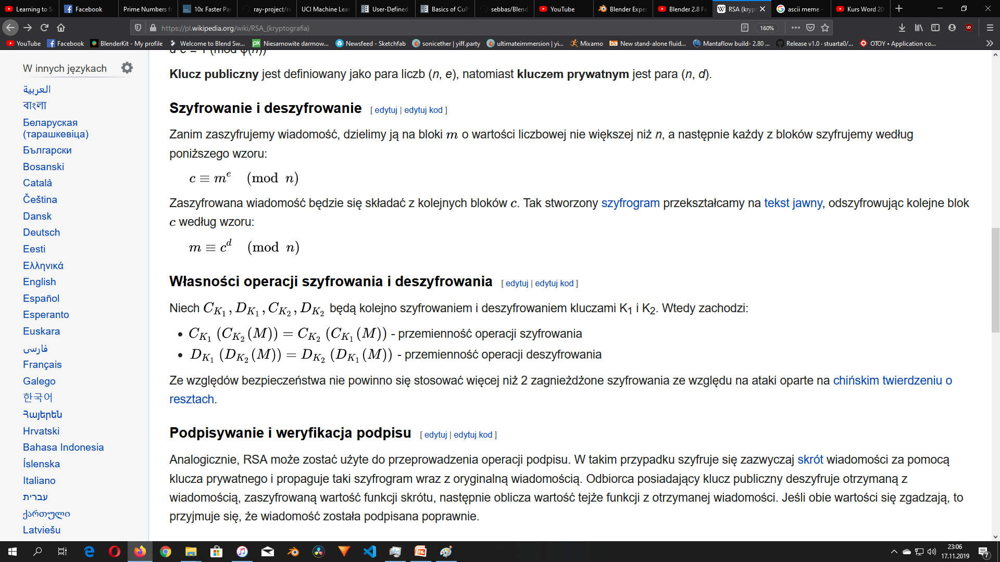 Learning to S
Facebook
Prime Numbers fr
10x Faster Par
ray-project/ra
UCI Machine Lear
User-Defined
Basics of CuP
sebbas/Blend
YouTube
Blender Exper
Blender 2.8 Fa
RSA (krypt
ascii meme -
Kurs Word 20
https://pl.wikipedia.org/wiki/RSA_(kryptografia)
160%
YouTube
Facebook
BlenderKit - My profile
Welcome to Blend Sw...
Niesamowite darmow...
Newsfeed - Sketchfab
sonicether | yiff.party
ultimateimmersion | yi...
Mixamo
New stand-alone fluid...
Mantaflow build- 2.80 ...
Release v1.0 · stuarta0/...
OTOY • Application co...
W innych językach
العربية
বাংলা
Беларуская
(тарашкевіца)
Български
Bosanski
Català
Čeština
Dansk
Deutsch
Eesti
Ελληνικά
English
Español
Esperanto
Euskara
فارسی
Français
Galego
한국어
Հայերեն
Hrvatski
Bahasa Indonesia
Íslenska
Italiano
עברית
ქართული
Latviešu
Klucz publiczny jest definiowany jako para liczb (n, e), natomiast kluczem prywatnym jest para (n, d).
Szyfrowanie i deszyfrowanie [ edytuj | edytuj kod ]
Zanim zaszyfrujemy wiadomość, dzielimy ją na bloki m o wartości liczbowej nie większej niż n, a następnie każdy z bloków szyfrujemy według
poniższego wzoru:
c ≡ m^e (mod n)
Zaszyfrowana wiadomość będzie się składać z kolejnych bloków c. Tak stworzony szyfrogram przekształcamy na tekst jawny, odszyfrowując kolejne blok
c według wzoru:
m ≡ c^d (mod n)
Własności operacji szyfrowania i deszyfrowania [ edytuj | edytuj kod ]
Niech C_{K_1}, D_{K_1}, C_{K_2}, D_{K_2} będą kolejno szyfrowaniem i deszyfrowaniem kluczami K₁ i K₂. Wtedy zachodzi:
• C_{K_1} (C_{K_2}(M)) = C_{K_2} (C_{K_1}(M)) - przemienność operacji szyfrowania
• D_{K_1} (D_{K_2}(M)) = D_{K_2} (D_{K_1}(M)) - przemienność operacji deszyfrowania
Ze względów bezpieczeństwa nie powinno się stosować więcej niż 2 zagnieżdżone szyfrowania ze względu na ataki oparte na chińskim twierdzeniu o
resztach.
Podpisywanie i weryfikacja podpisu [ edytuj | edytuj kod ]
Analogicznie, RSA może zostać użyte do przeprowadzenia operacji podpisu. W takim przypadku szyfruje się zazwyczaj skrót wiadomości za pomocą
klucza prywatnego i propaguje taki szyfrogram wraz z oryginalną wiadomością. Odbiorca posiadający klucz publiczny deszyfruje otrzymaną z
wiadomością, zaszyfrowaną wartość funkcji skrótu, następnie oblicza wartość tejże funkcji z otrzymanej wiadomości. Jeśli obie wartości się zgadzają, to
przyjmuje się, że wiadomość została podpisana poprawnie.
23:06
17.11.2019
7